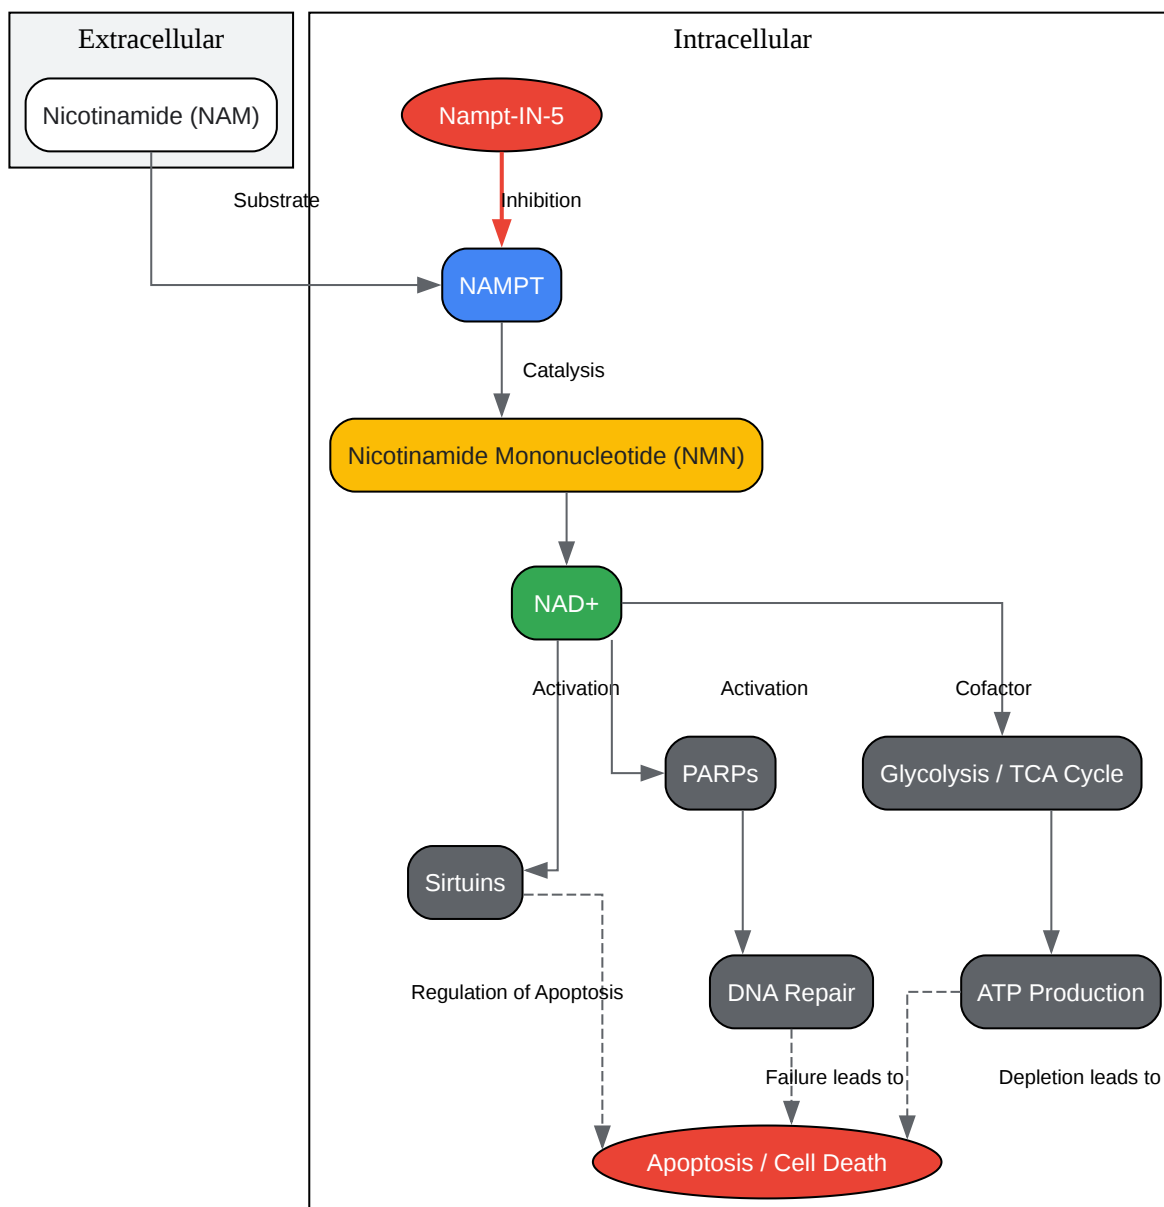 Extracellular
Intracellular
Nicotinamide (NAM)
Nampt-IN-5
Substrate
Inhibition
NAMPT
Catalysis
Nicotinamide Mononucleotide (NMN)
NAD+
Activation
Activation
Cofactor
PARPs
Glycolysis / TCA Cycle
Sirtuins
Regulation of Apoptosis
DNA Repair
ATP Production
Failure leads to
Depletion leads to
Apoptosis / Cell Death